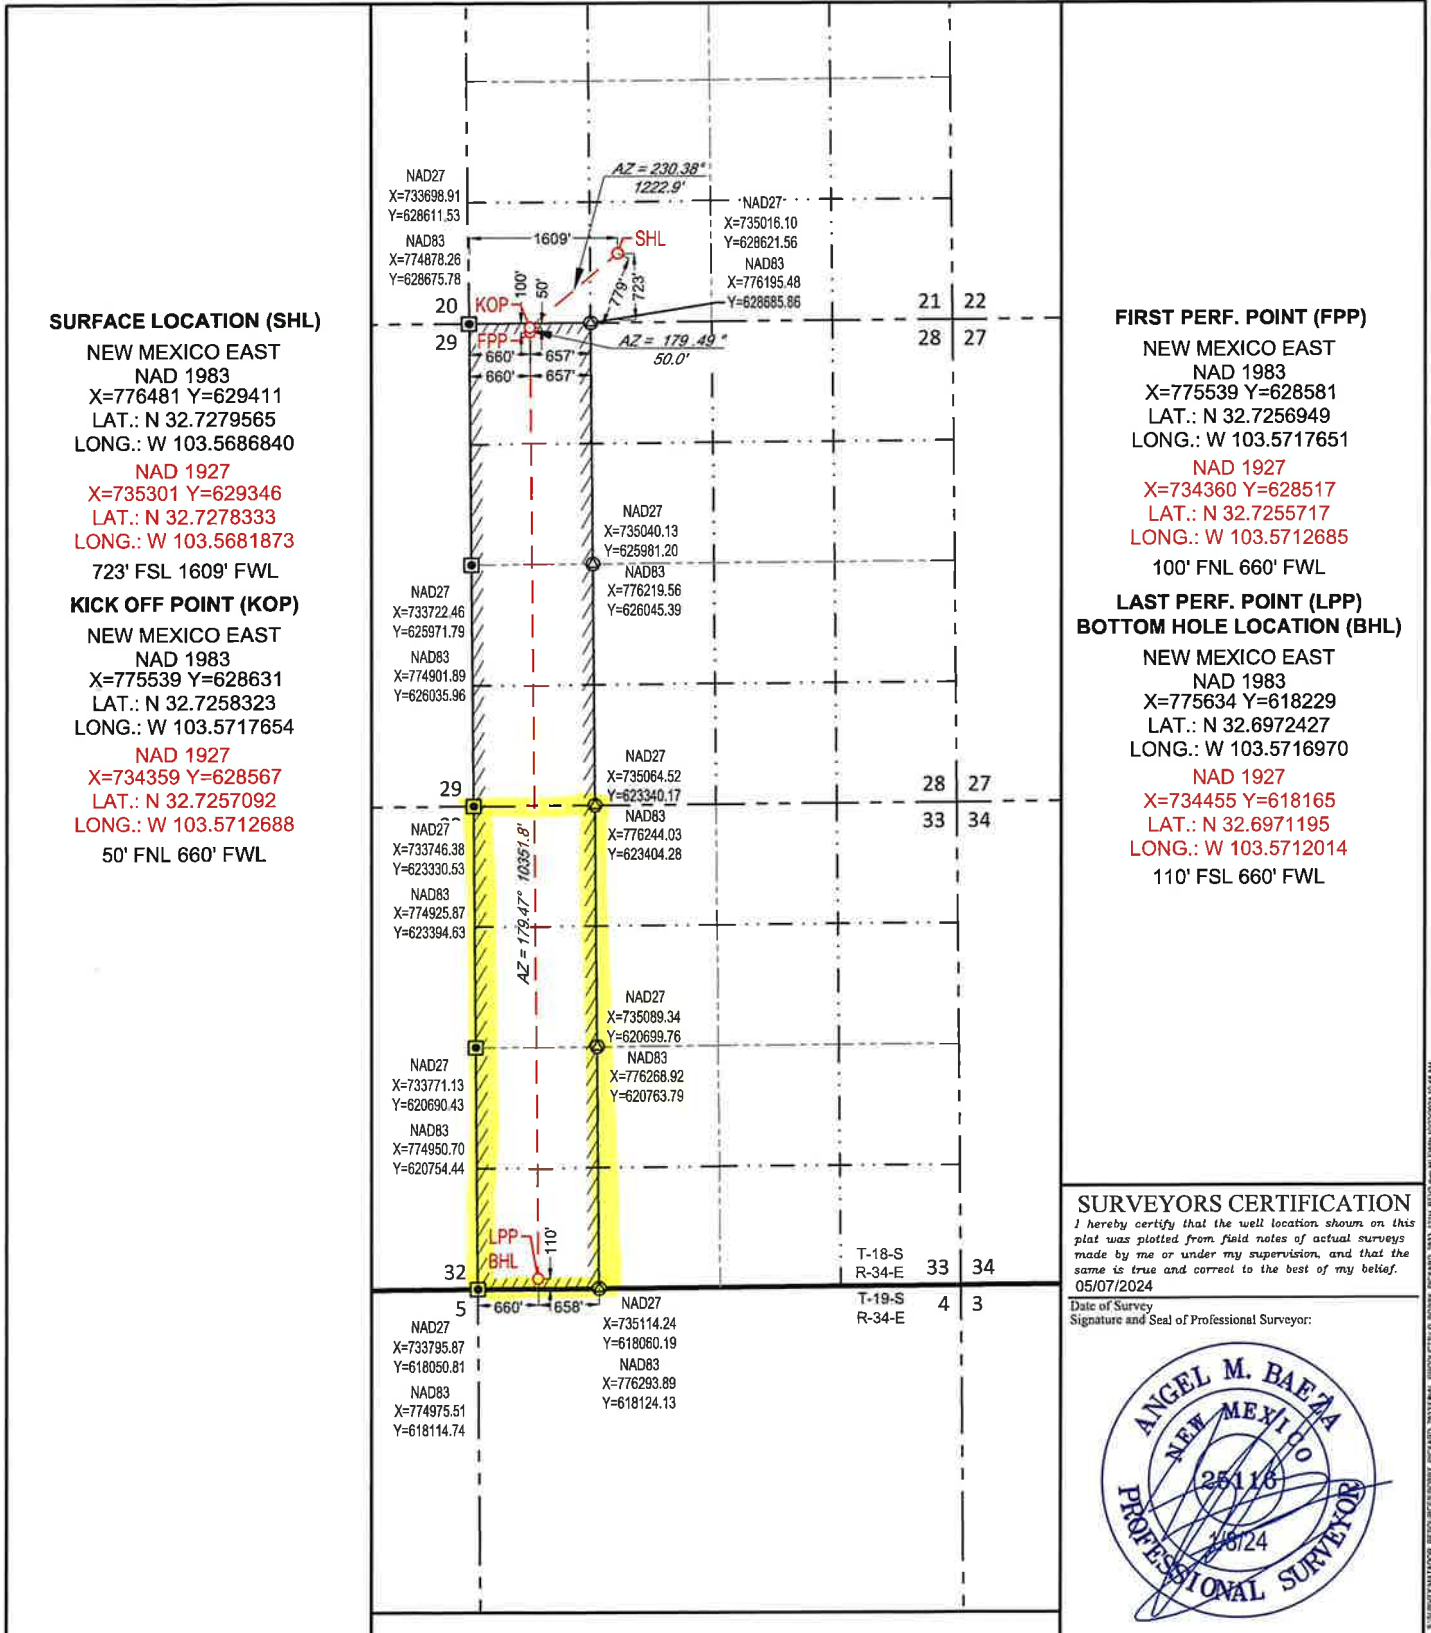 SURFACE LOCATION (SHL)
NEW MEXICO EAST
NAD 1983
X=776481 Y=629411
LAT.: N 32.7279565
LONG.: W 103.5686840
NAD 1927
X=735301 Y=629346
LAT.: N 32.7278333
LONG.: W 103.5681873
723' FSL 1609' FWL
KICK OFF POINT (KOP)
NEW MEXICO EAST
NAD 1983
X=775539 Y=628631
LAT.: N 32.7258323
LONG.: W 103.5717654
NAD 1927
X=734359 Y=628567
LAT.: N 32.7257092
LONG.: W 103.5712688
50' FNL 660' FWL
NAD27
X=733698.91
Y=628611.53
NAD83
X=774878.26
Y=628675.78
AZ = 230.38°
1222.9'
NAD27
X=735016.10
Y=628621.56
NAD83
X=776195.48
Y=628685.86
1609'
SHL
100'
50'
779'
723'
20
KOP
21 22
29
FPP
28 27
AZ = 179.49°
50.0'
660' 657'
660' 657'
NAD27
X=735040.13
Y=625981.20
NAD83
X=776219.56
Y=626045.39
NAD27
X=733722.46
Y=625971.79
NAD83
X=774901.89
Y=626035.96
NAD27
X=735064.52
Y=623340.17
NAD83
X=776244.03
Y=623404.28
29
28 27
33 34
NAD27
X=733746.38
Y=623330.53
NAD83
X=774925.87
Y=623394.63
AZ = 179.47° 10351.8'
NAD27
X=735089.34
Y=620699.76
NAD83
X=776268.92
Y=620763.79
NAD27
X=733771.13
Y=620690.43
NAD83
X=774950.70
Y=620754.44
LPP
BHL
110'
32
T-18-S
R-34-E
33 34
5
660' 658'
T-19-S
R-34-E
4 3
NAD27
X=733795.87
Y=618050.81
NAD83
X=774975.51
Y=618114.74
NAD27
X=735114.24
Y=618060.19
NAD83
X=776293.89
Y=618124.13
FIRST PERF. POINT (FPP)
NEW MEXICO EAST
NAD 1983
X=775539 Y=628581
LAT.: N 32.7256949
LONG.: W 103.5717651
NAD 1927
X=734360 Y=628517
LAT.: N 32.7255717
LONG.: W 103.5712685
100' FNL 660' FWL
LAST PERF. POINT (LPP)
BOTTOM HOLE LOCATION (BHL)
NEW MEXICO EAST
NAD 1983
X=775634 Y=618229
LAT.: N 32.6972427
LONG.: W 103.5716970
NAD 1927
X=734455 Y=618165
LAT.: N 32.6971195
LONG.: W 103.5712014
110' FSL 660' FWL
SURVEYORS CERTIFICATION
I hereby certify that the well location shown on this
plat was plotted from field notes of actual surveys
made by me or under my supervision, and that the
same is true and correct to the best of my belief.
05/07/2024
Date of Survey
Signature and Seal of Professional Surveyor:
ANGEL M. BAEZA
NEW MEXICO
25116
PROFESSIONAL SURVEYOR